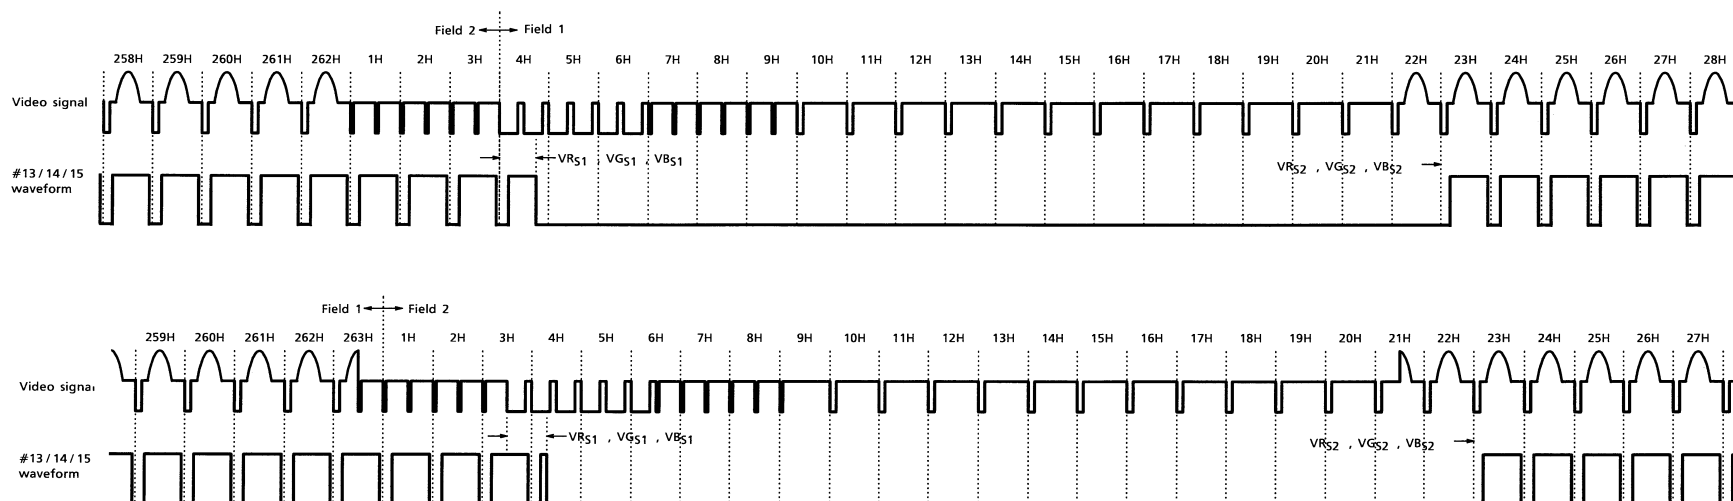 Field 2 Field 1
258H 259H 260H 261H 262H 1H 2H 3H 4H 5H 6H 7H 8H 9H 10H 11H 12H 13H 14H 15H 16H 17H 18H 19H 20H 21H 22H 23H 24H 25H 26H 27H 28H
Video signal
VRS1 , VGS1 , VBS1
VRS2 , VGS2 , VBS2
#13 / 14 / 15
waveform
Field 1 Field 2
259H 260H 261H 262H 263H 1H 2H 3H 4H 5H 6H 7H 8H 9H 10H 11H 12H 13H 14H 15H 16H 17H 18H 19H 20H 21H 22H 23H 24H 25H 26H 27H
Video signal
VRS1 , VGS1 , VBS1
VRS2 , VGS2 , VBS2
#13 / 14 / 15
waveform